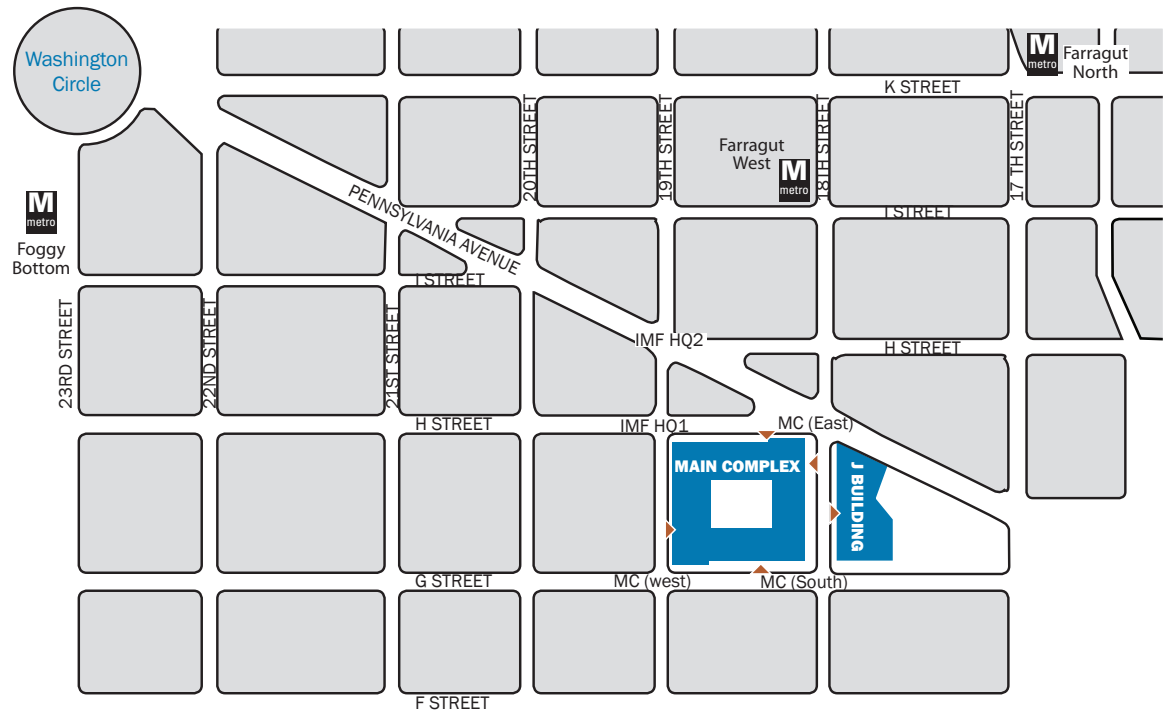 Washington
Circle
M
metro
Farragut
North
K STREET
20TH STREET
19TH STREET
18TH STREET
17 TH STREET
Farragut
West
M
metro
M
metro
Foggy
Bottom
PENNSYLVANIA AVENUE
I STREET
I STREET
23RD STREET
22ND STREET
21ST STREET
IMF HQ2
H STREET
H STREET
IMF HQ1
MC (East)
MAIN COMPLEX
J BUILDING
G STREET
MC (west)
MC (South)
F STREET